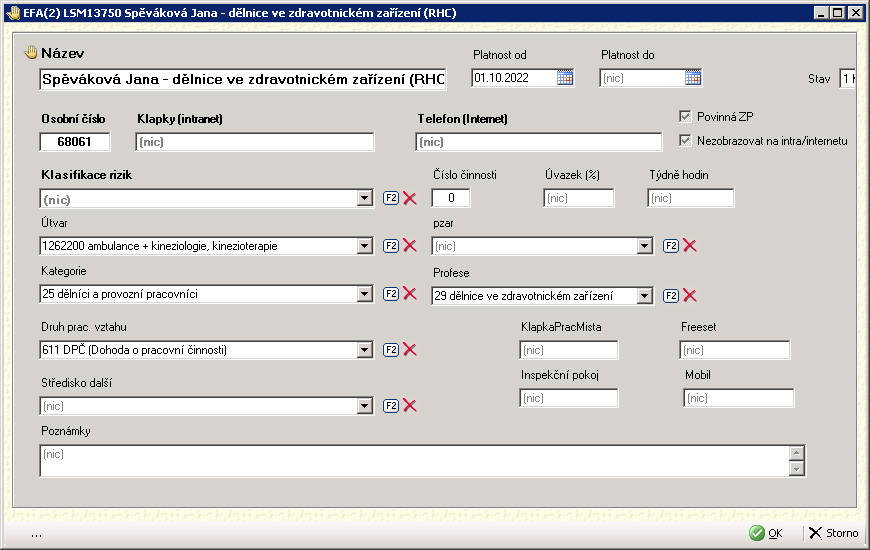 EFA(2) LSM13750 Spěváková Jana - dělnice ve zdravotnickém zařízení (RHC)
Název
Platnost od
Platnost do
Spěváková Jana - dělnice ve zdravotnickém zařízení (RHC
01.10.2022
(nic)
Stav
1
Osobní číslo
Klapky (intranet)
Telefon (Internet)
Povinná ZP
68061
(nic)
(nic)
Nezobrazovat na intra/internetu
Klasifikace rizik
Číslo činnosti
Úvazek (%)
Týdně hodin
(nic)
F2
0
(nic)
(nic)
Útvar
pzar
1262200 ambulance + kineziologie, kinezioterapie
F2
(nic)
F2
Kategorie
Profese
25 dělníci a provozní pracovníci
F2
29 dělnice ve zdravotnickém zařízení
F2
Druh prac. vztahu
KlapkaPracMista
Freeset
611 DPČ (Dohoda o pracovní činnosti)
F2
(nic)
(nic)
Středisko další
Inspekční pokoj
Mobil
(nic)
F2
(nic)
(nic)
Poznámky
(nic)
...
OK
Storno